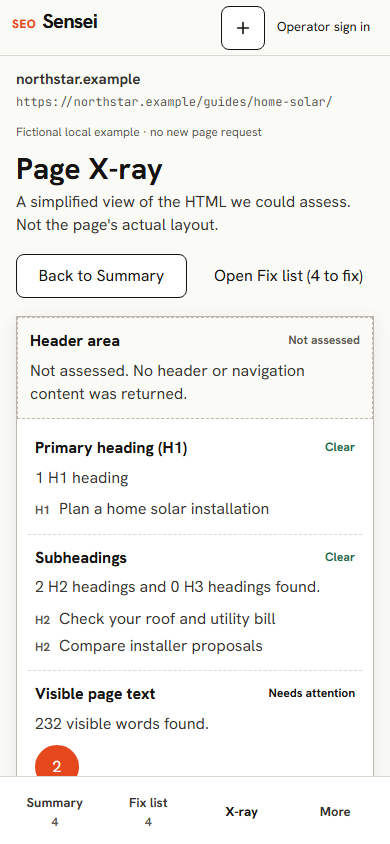 SEO Sensei
+
Operator sign in
northstar.example
https://northstar.example/guides/home-solar/
Fictional local example · no new page request
Page X-ray
A simplified view of the HTML we could assess.
Not the page's actual layout.
Back to Summary
Open Fix list (4 to fix)
Header area
Not assessed
Not assessed. No header or navigation
content was returned.
Primary heading (H1)
Clear
1 H1 heading
H1 Plan a home solar installation
Subheadings
Clear
2 H2 headings and 0 H3 headings found.
H2 Check your roof and utility bill
H2 Compare installer proposals
Visible page text
Needs attention
232 visible words found.
2
Summary
4
Fix list
4
X-ray
More